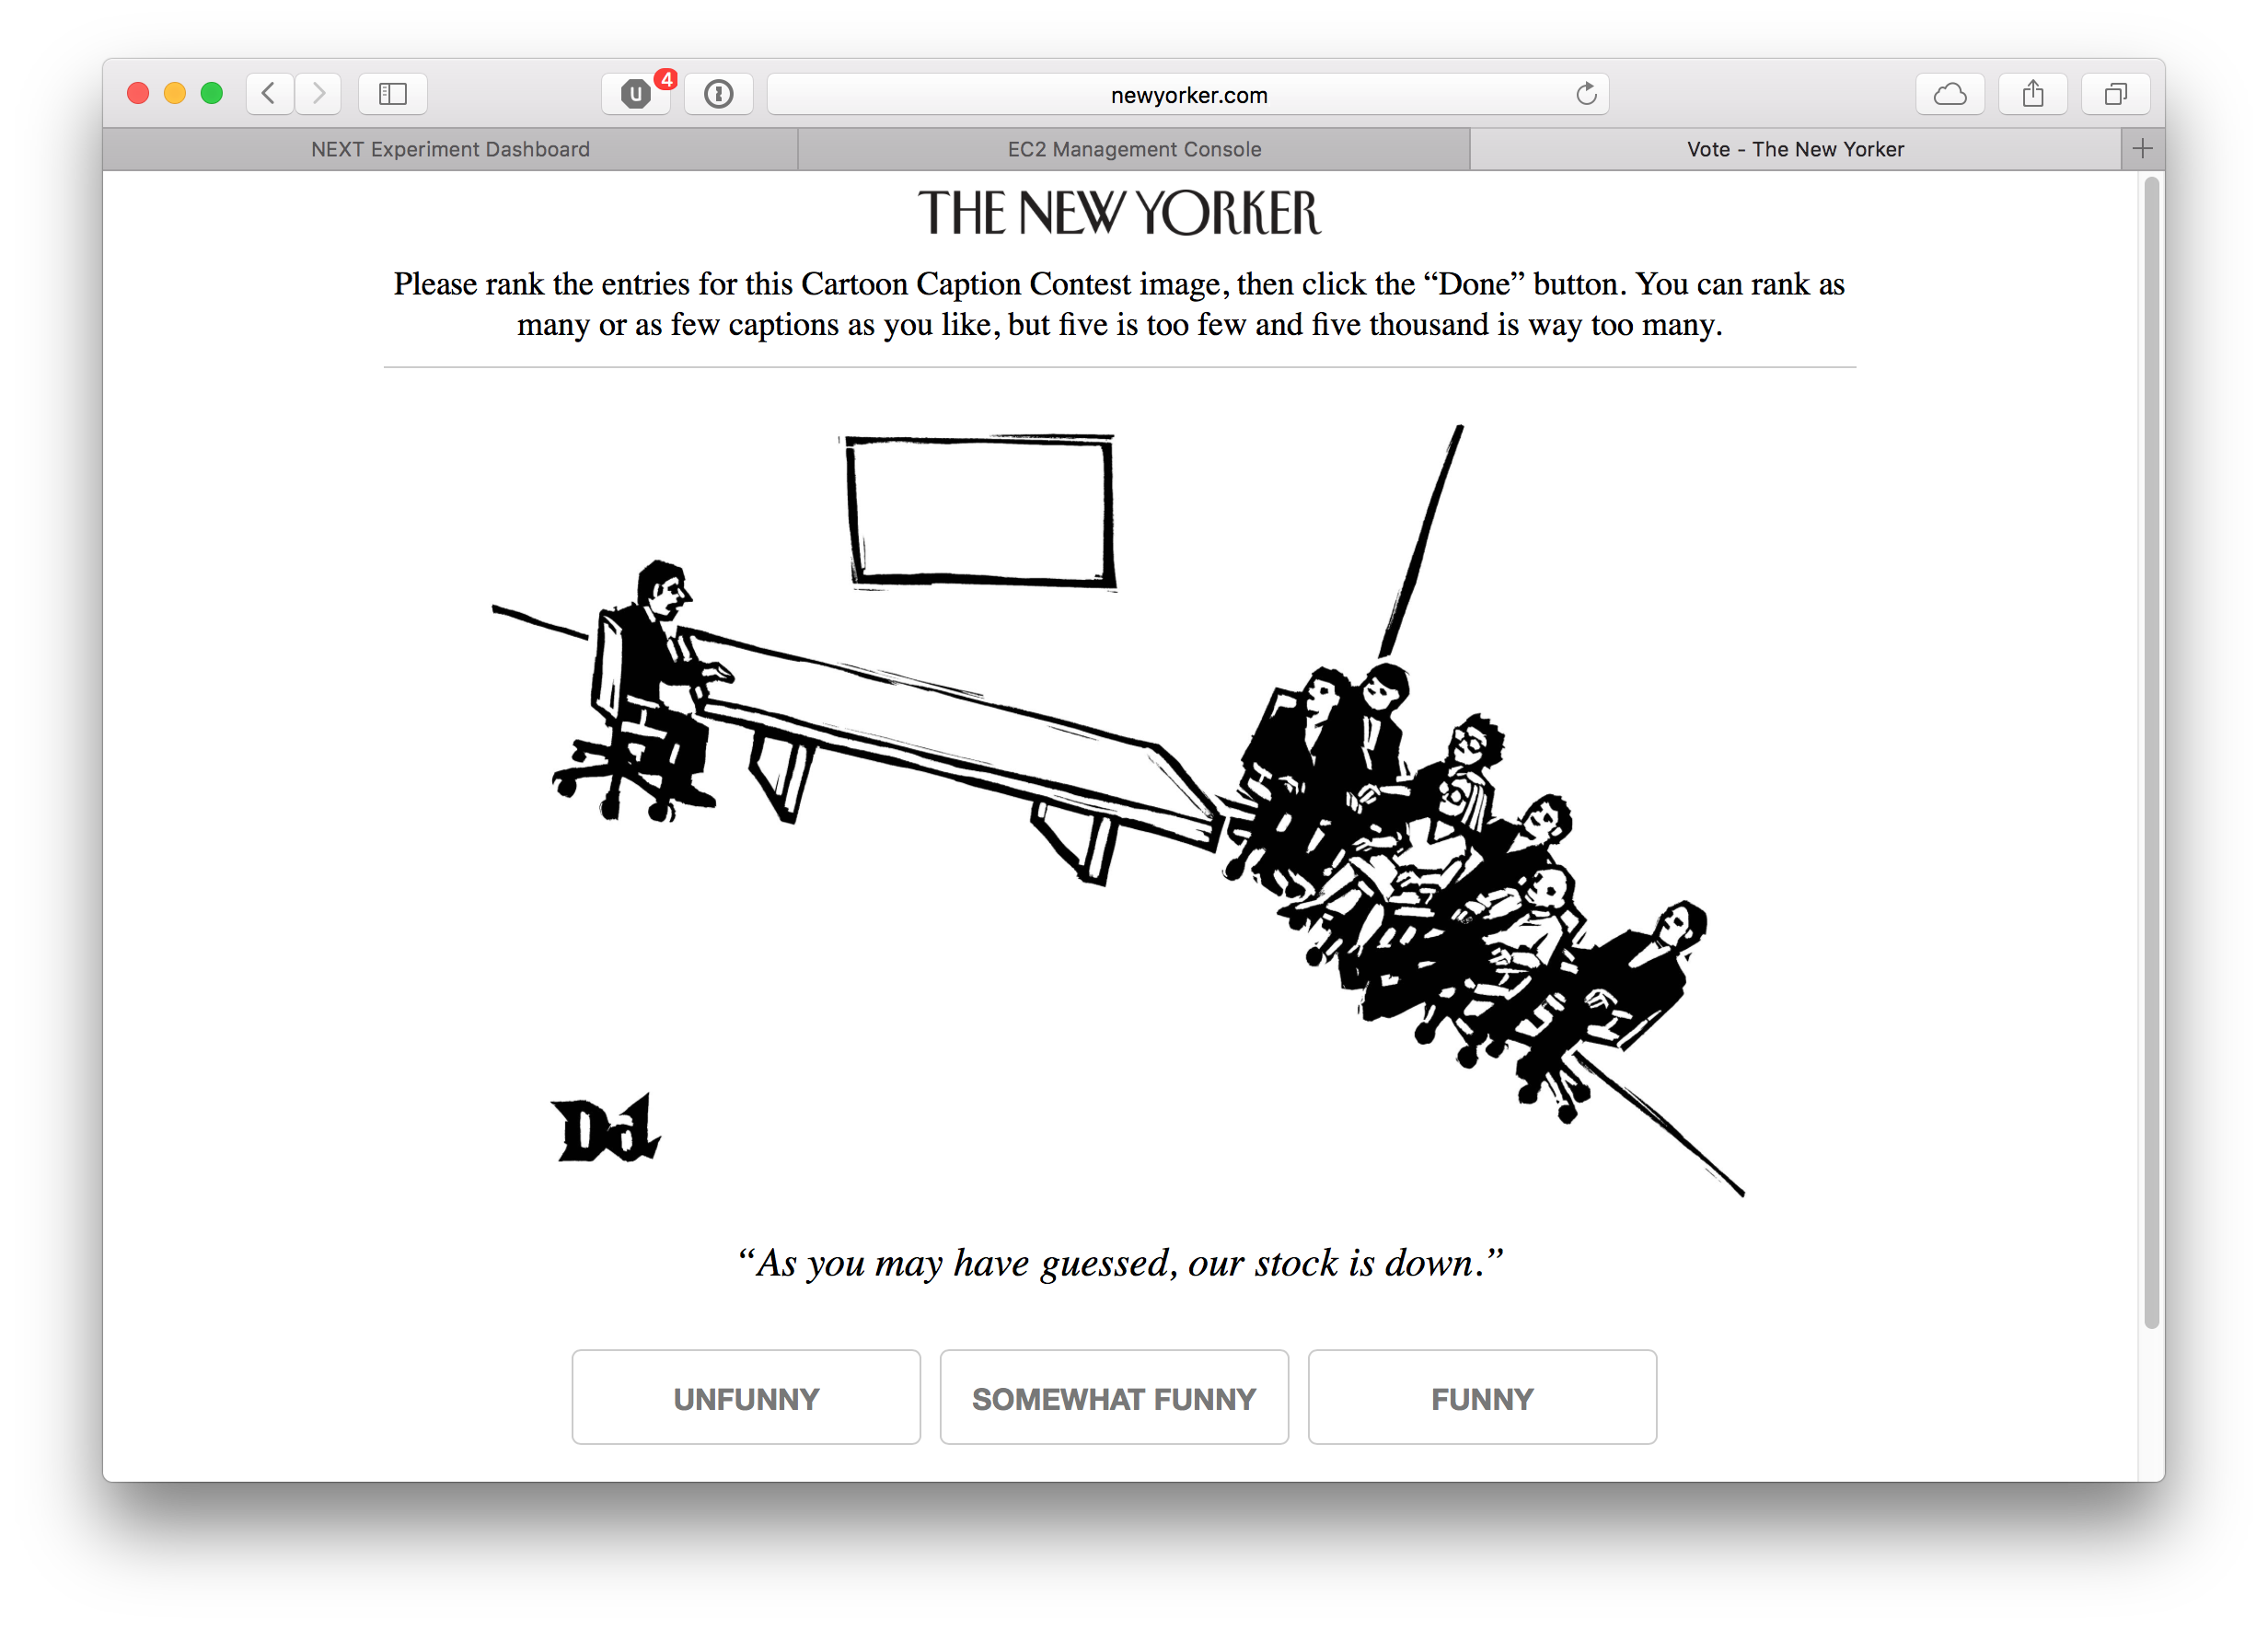 4
newyorker.com
NEXT Experiment Dashboard
EC2 Management Console
Vote - The New Yorker
THE NEW YORKER
Please rank the entries for this Cartoon Caption Contest image, then click the “Done” button. You can rank as
many or as few captions as you like, but five is too few and five thousand is way too many.
Dd
“As you may have guessed, our stock is down.”
UNFUNNY
SOMEWHAT FUNNY
FUNNY